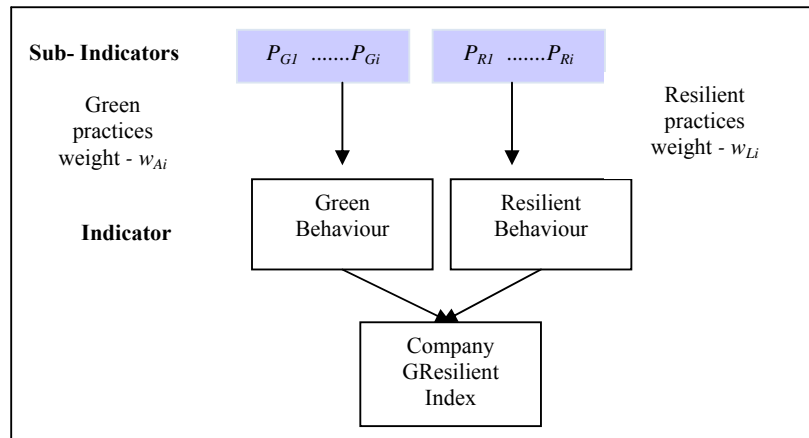 Sub- Indicators
P_G1 .......P_Gi
P_R1 .......P_Ri
Green
practices
weight - w_Ai
Resilient
practices
weight - w_Li
Indicator
Green
Behaviour
Resilient
Behaviour
Company
GResilient
Index